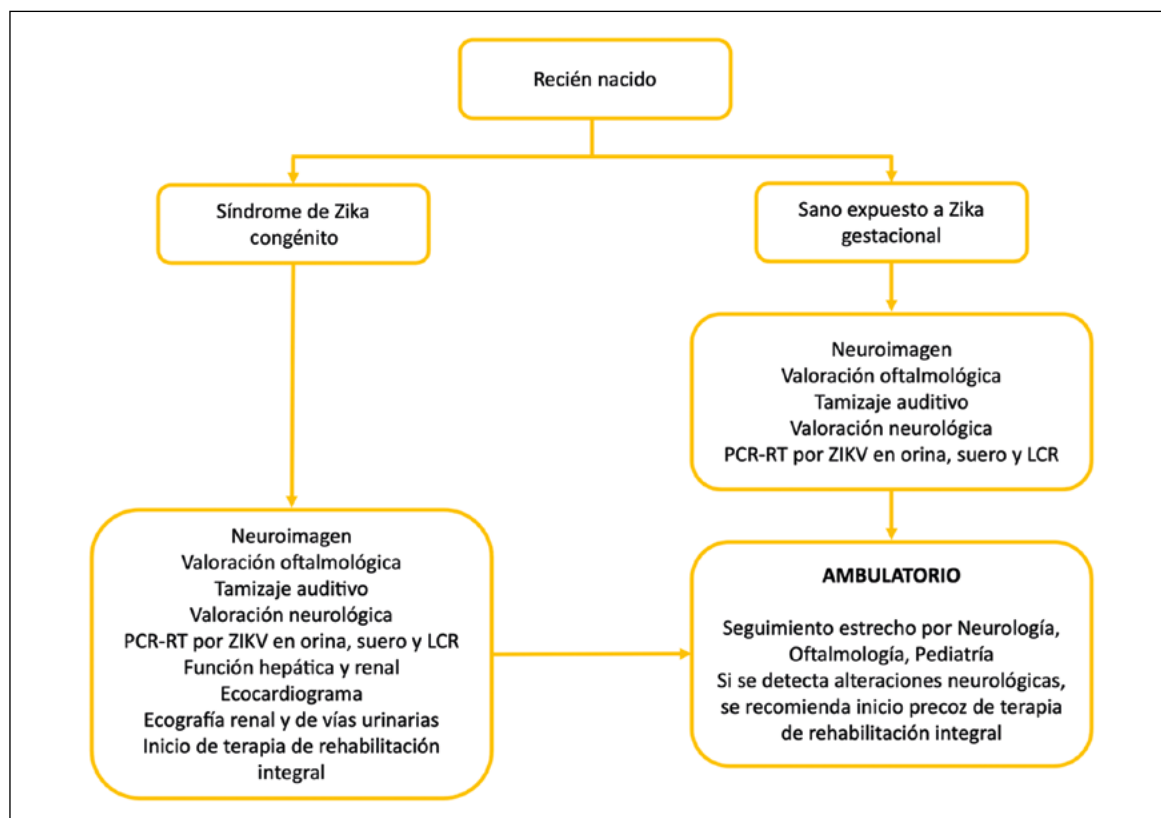 Recién nacido
Síndrome de Zika
congénito
Sano expuesto a Zika
gestacional
Neuroimagen
Valoración oftalmológica
Tamizaje auditivo
Valoración neurológica
PCR-RT por ZIKV en orina, suero y LCR
Neuroimagen
Valoración oftalmológica
Tamizaje auditivo
Valoración neurológica
PCR-RT por ZIKV en orina, suero y LCR
Función hepática y renal
Ecocardiograma
Ecografía renal y de vías urinarias
Inicio de terapia de rehabilitación
integral
AMBULATORIO
Seguimiento estrecho por Neurología,
Oftalmología, Pediatría
Si se detecta alteraciones neurológicas,
se recomienda inicio precoz de terapia
de rehabilitación integral